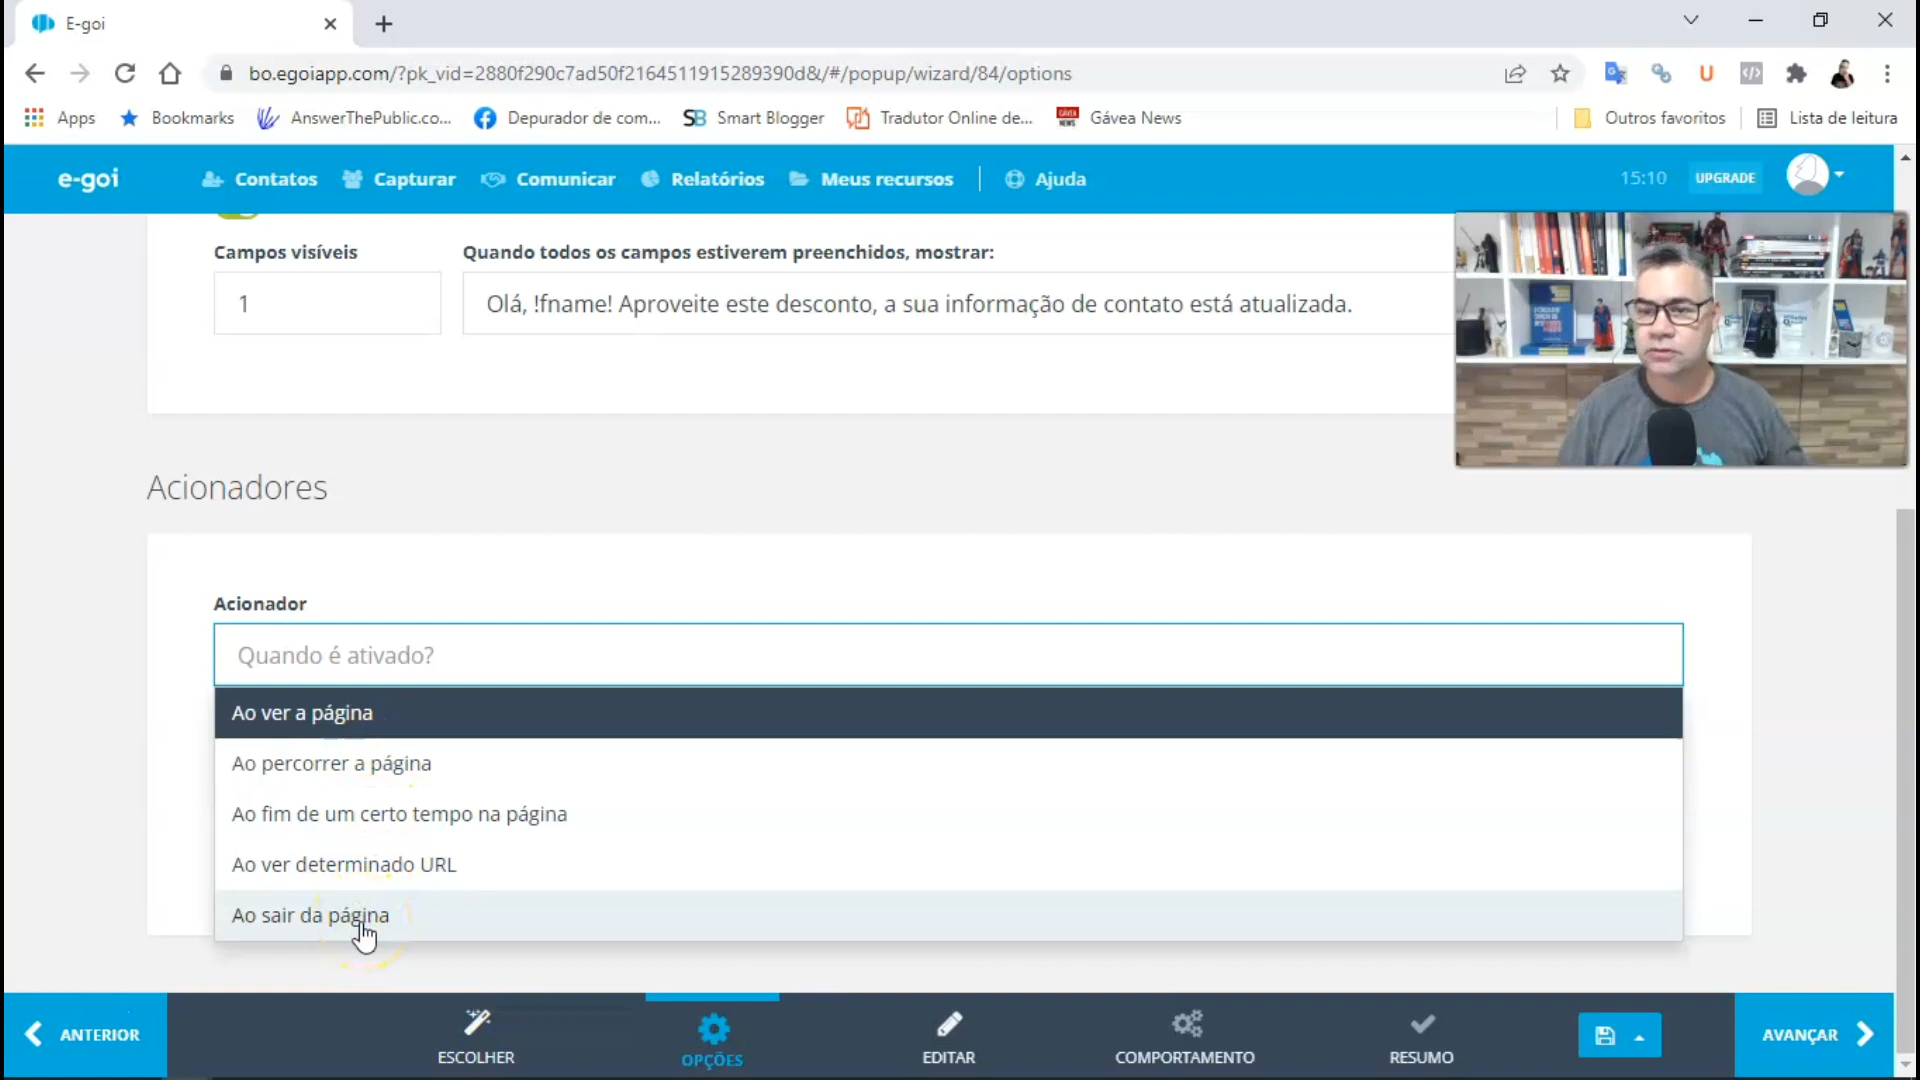 E-goi
bo.egoiapp.com/?pk_vid=2880f290c7ad50f2164511915289390d&/#/popup/wizard/84/options
Apps Bookmarks AnswerThePublic.co... Depurador de com... SB Smart Blogger Tradutor Online de... GÁVEA NEWS Gávea News Outros favoritos Lista de leitura
e-goi Contatos Capturar Comunicar Relatórios Meus recursos Ajuda 15:10 UPGRADE
Campos visíveis Quando todos os campos estiverem preenchidos, mostrar:
1 Olá, !fname! Aproveite este desconto, a sua informação de contato está atualizada.
Acionadores
Acionador
Quando é ativado?
Ao ver a página
Ao percorrer a página
Ao fim de um certo tempo na página
Ao ver determinado URL
Ao sair da página
ANTERIOR ESCOLHER OPÇÕES EDITAR COMPORTAMENTO RESUMO AVANÇAR